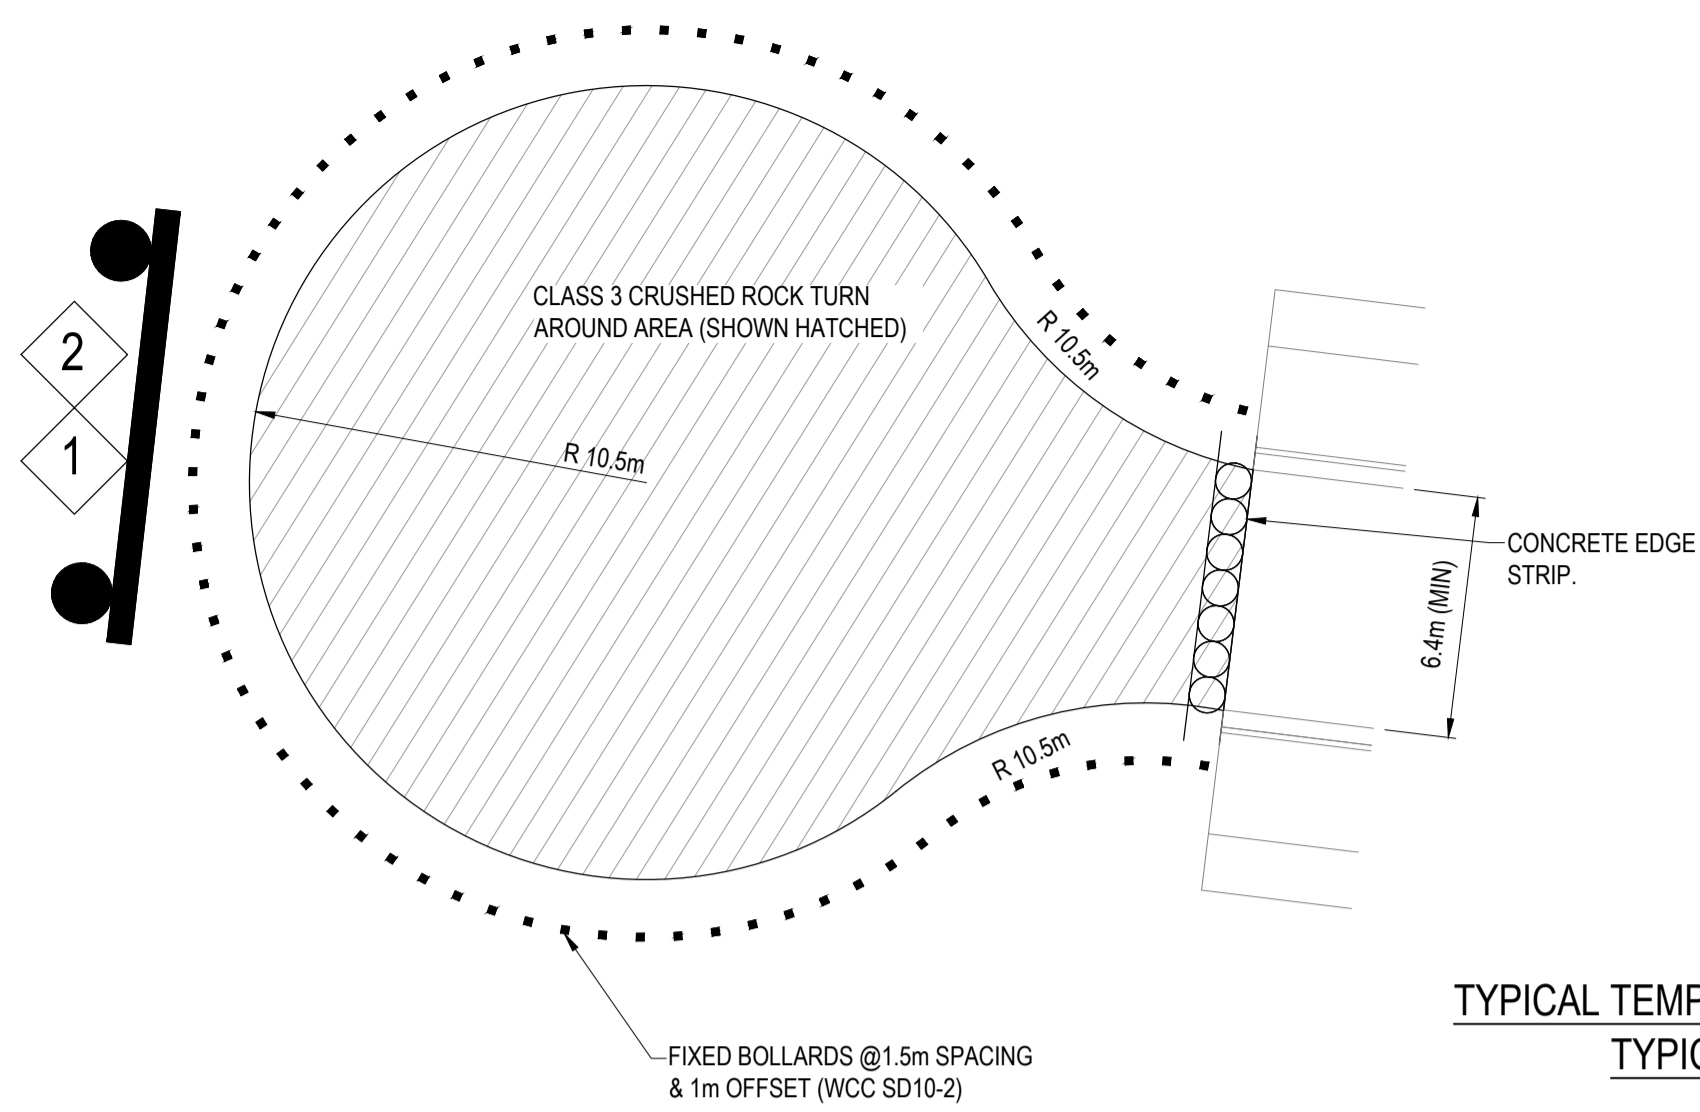 CLASS 3 CRUSHED ROCK TURN
AROUND AREA (SHOWN HATCHED)
R 10.5m
2
1
R 10.5m
CONCRETE EDGE
STRIP.
6.4m (MIN)
R 10.5m
TYPICAL TEMP
TYPIC
FIXED BOLLARDS @1.5m SPACING
& 1m OFFSET (WCC SD10-2)